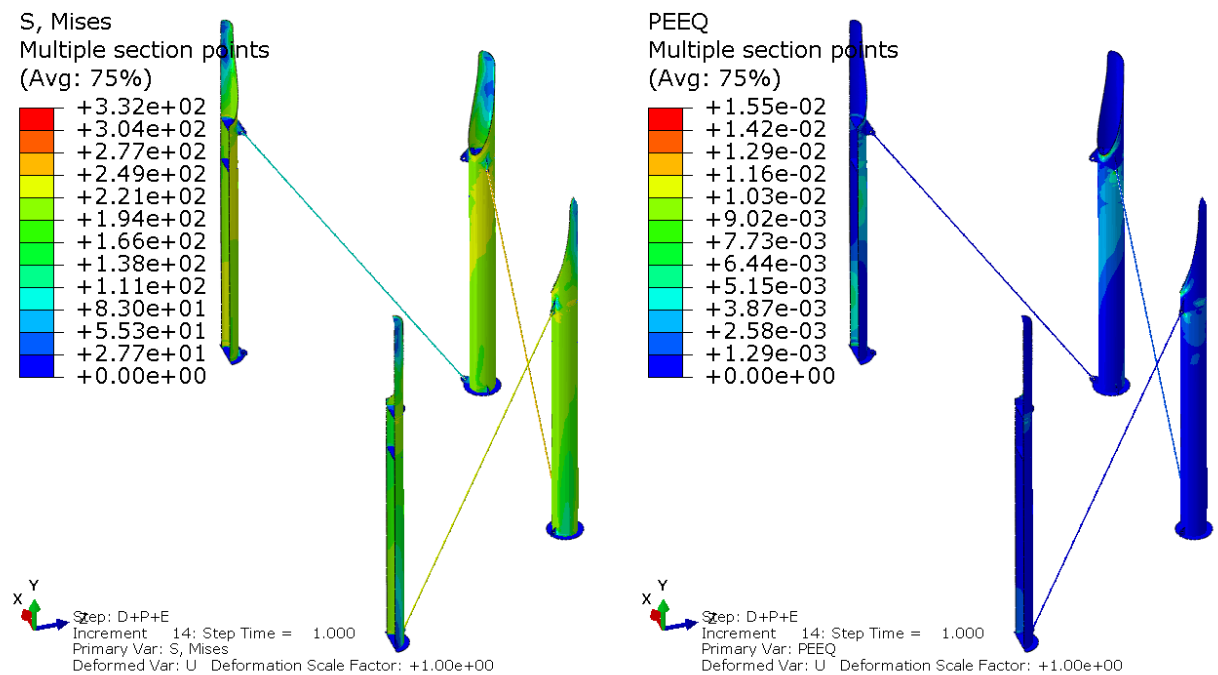 S, Mises
Multiple section points
(Avg: 75%)
+3.32e+02
+3.04e+02
+2.77e+02
+2.49e+02
+2.21e+02
+1.94e+02
+1.66e+02
+1.38e+02
+1.11e+02
+8.30e+01
+5.53e+01
+2.77e+01
+0.00e+00
Y
X
Z
Step: D+P+E
Increment 14: Step Time = 1.000
Primary Var: S, Mises
Deformed Var: U Deformation Scale Factor: +1.00e+00
PEEQ
Multiple section points
(Avg: 75%)
+1.55e-02
+1.42e-02
+1.29e-02
+1.16e-02
+1.03e-02
+9.02e-03
+7.73e-03
+6.44e-03
+5.15e-03
+3.87e-03
+2.58e-03
+1.29e-03
+0.00e+00
Y
X
Z
Step: D+P+E
Increment 14: Step Time = 1.000
Primary Var: PEEQ
Deformed Var: U Deformation Scale Factor: +1.00e+00